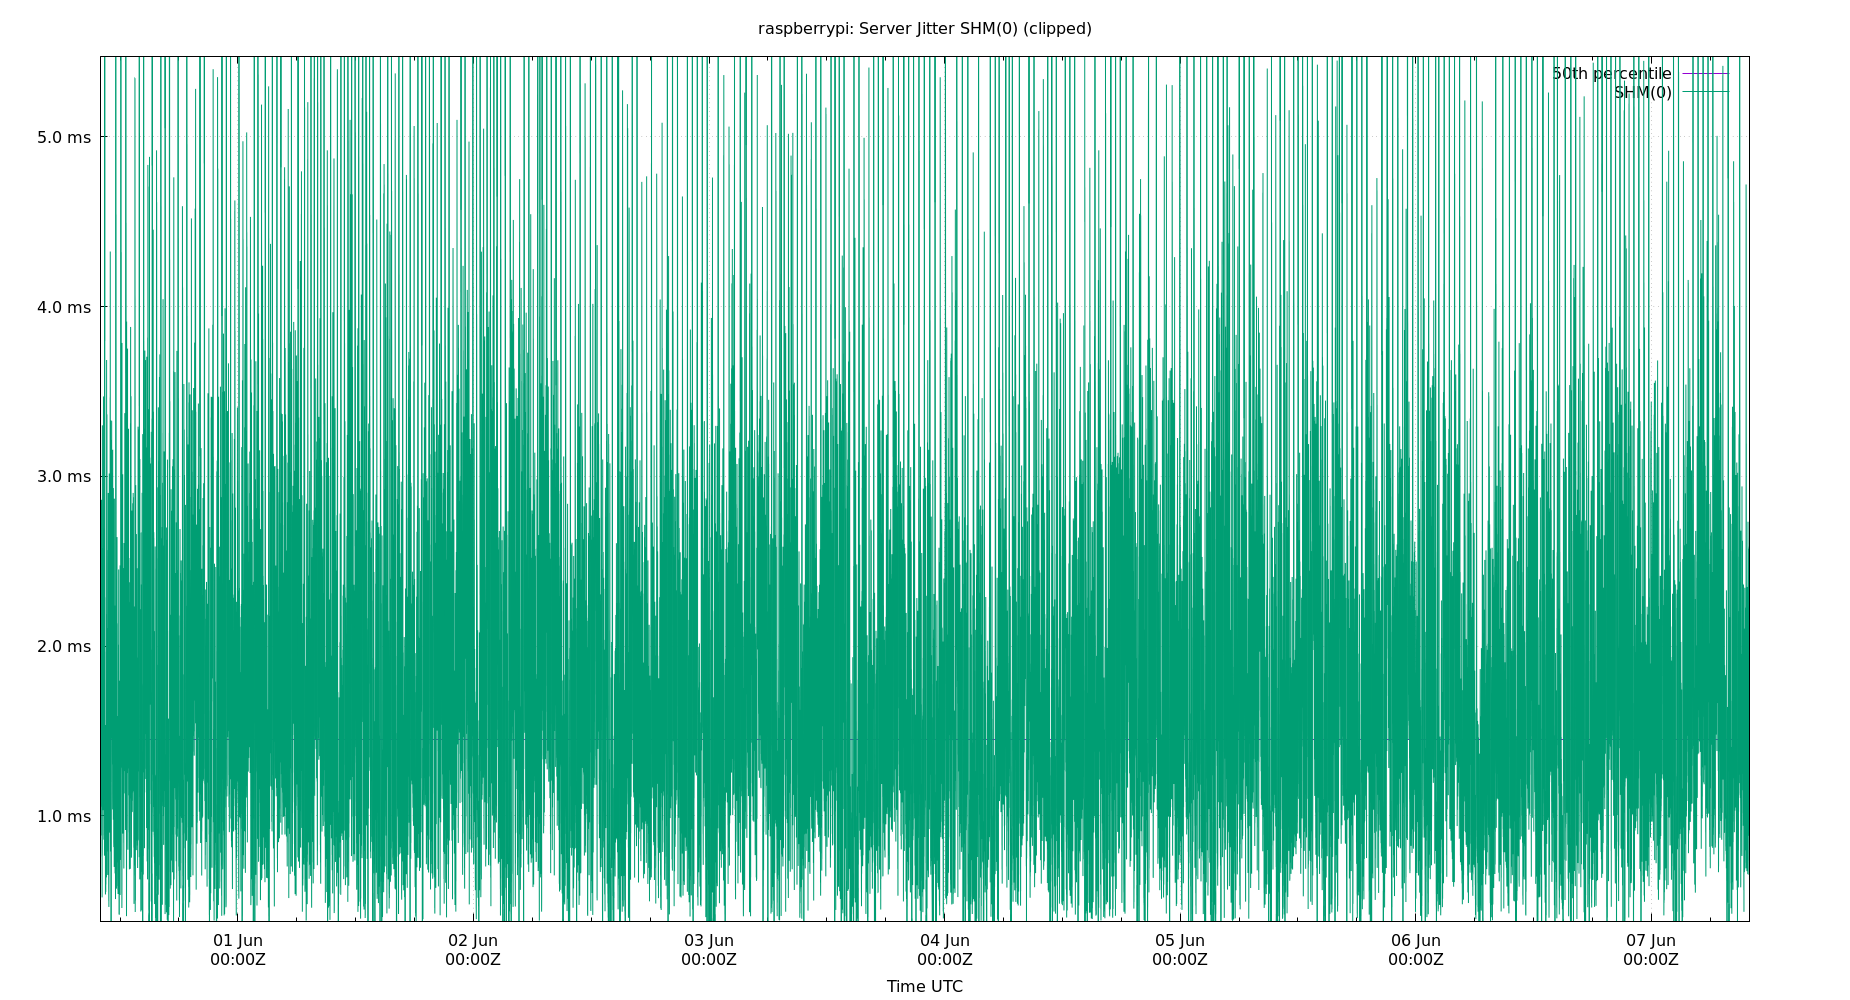 raspberrypi: Server Jitter SHM(0) (clipped)
50th percentile
SHM(0)
5.0 ms
4.0 ms
3.0 ms
2.0 ms
1.0 ms
01 Jun 02 Jun 03 Jun 04 Jun 05 Jun 06 Jun 07 Jun
00:00Z 00:00Z 00:00Z 00:00Z 00:00Z 00:00Z 00:00Z
Time UTC